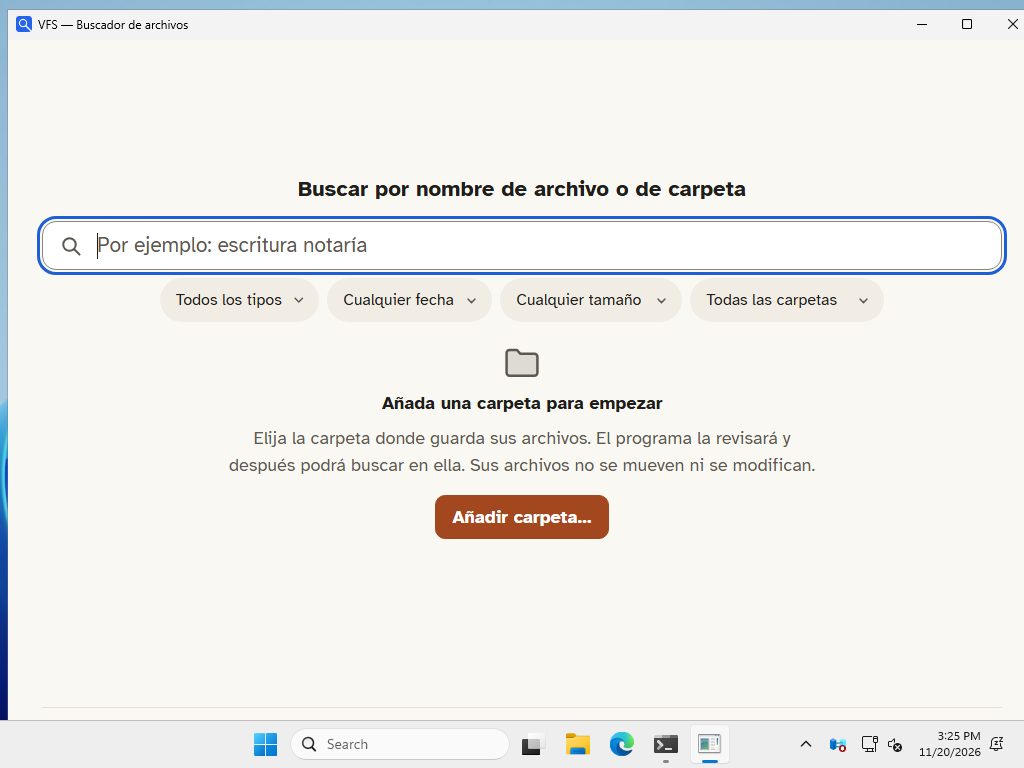 VFS — Buscador de archivos
Buscar por nombre de archivo o de carpeta
Por ejemplo: escritura notaría
Todos los tipos
Cualquier fecha
Cualquier tamaño
Todas las carpetas
Añada una carpeta para empezar
Elija la carpeta donde guarda sus archivos. El programa la revisará y
después podrá buscar en ella. Sus archivos no se mueven ni se modifican.
Añadir carpeta...
Search
3:25 PM
11/20/2026